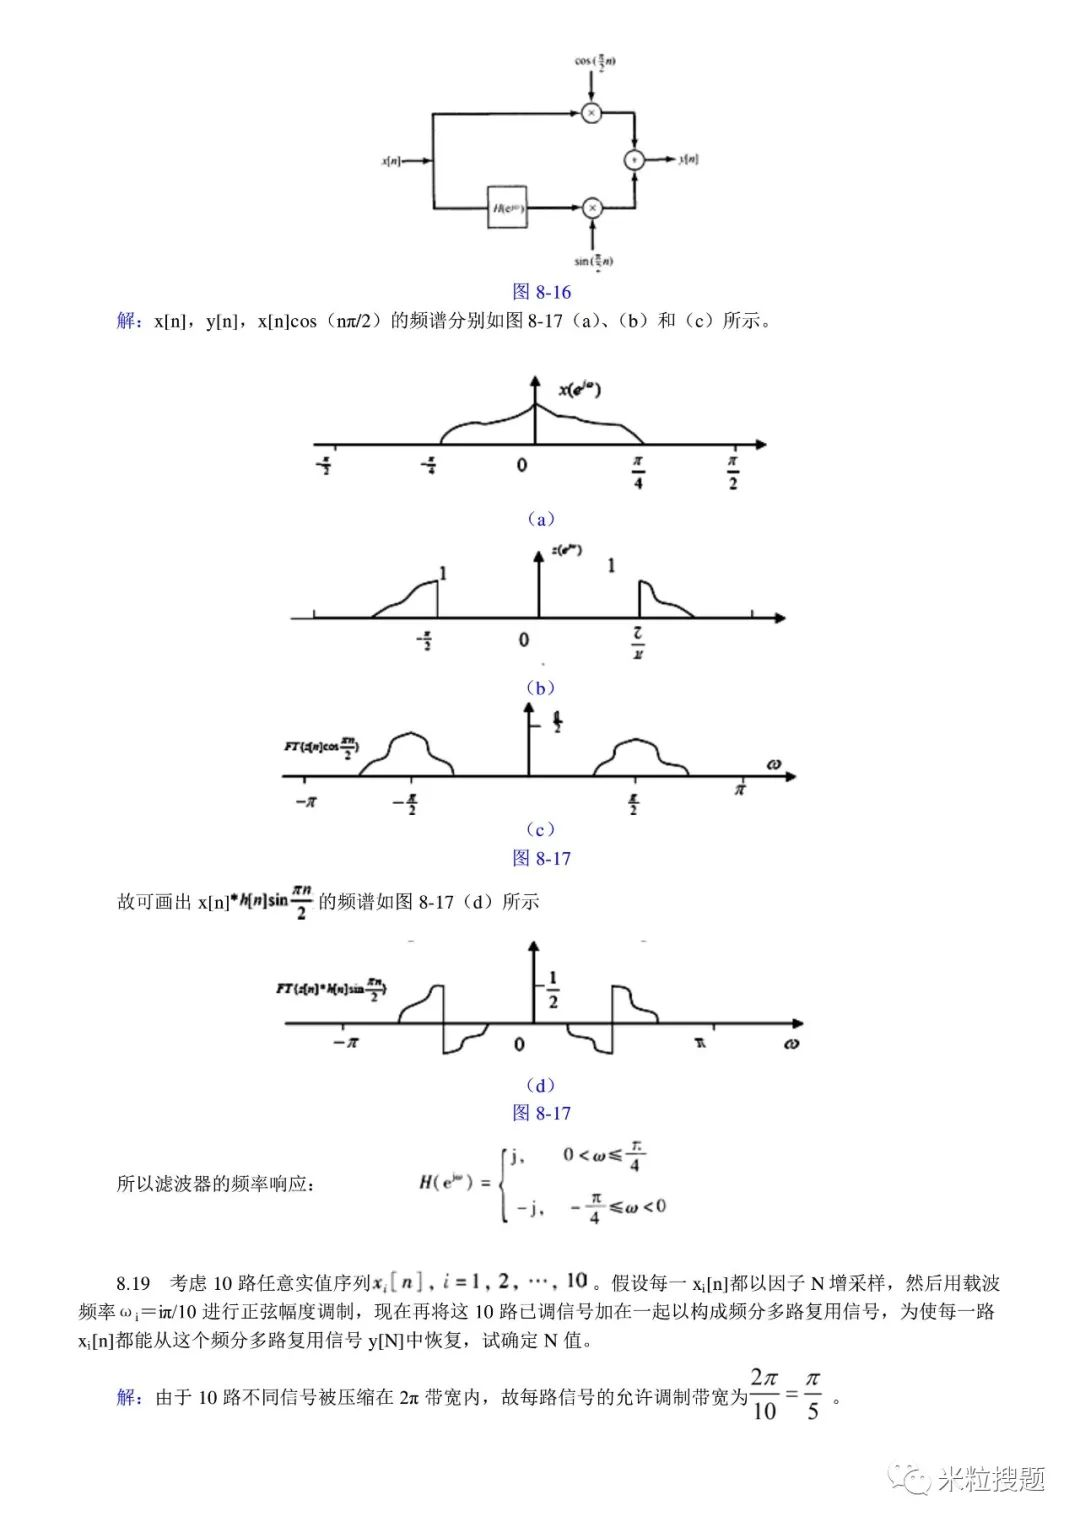 cos(π/2 n)
x[n]
y[n]
H(e^jω)
sin(π/2 n)
图 8-16
解：x[n]，y[n]，x[n]cos（nπ/2）的频谱分别如图 8-17（a）、（b）和（c）所示。
x(e^jω)
-π/2 -π/4 0 π/4 π/2
（a）
z(e^jω)
1 1
-π/2 0
（b）
1/2
FT{z[n]cos πn/2}
ω
-π -π/2 π/2 π
（c）
图 8-17
故可画出 x[n]*h[n]sin πn/2 的频谱如图 8-17（d）所示
FT{z[n]*h[n]sin πn/2}
1/2
-π 0 π ω
（d）
图 8-17
所以滤波器的频率响应： H(e^jω) = { j, 0<ω≤π/4
-j, -π/4≤ω<0
8.19 考虑 10 路任意实值序列x_i[n], i=1, 2, …, 10 。假设每一 x_i[n]都以因子 N 增采样，然后用载波
频率ω_i＝iπ/10 进行正弦幅度调制，现在再将这 10 路已调信号加在一起以构成频分多路复用信号，为使每一路
x_i[n]都能从这个频分多路复用信号 y[N]中恢复，试确定 N 值。
解：由于 10 路不同信号被压缩在 2π 带宽内，故每路信号的允许调制带宽为 2π/10 = π/5 。
米粒搜题